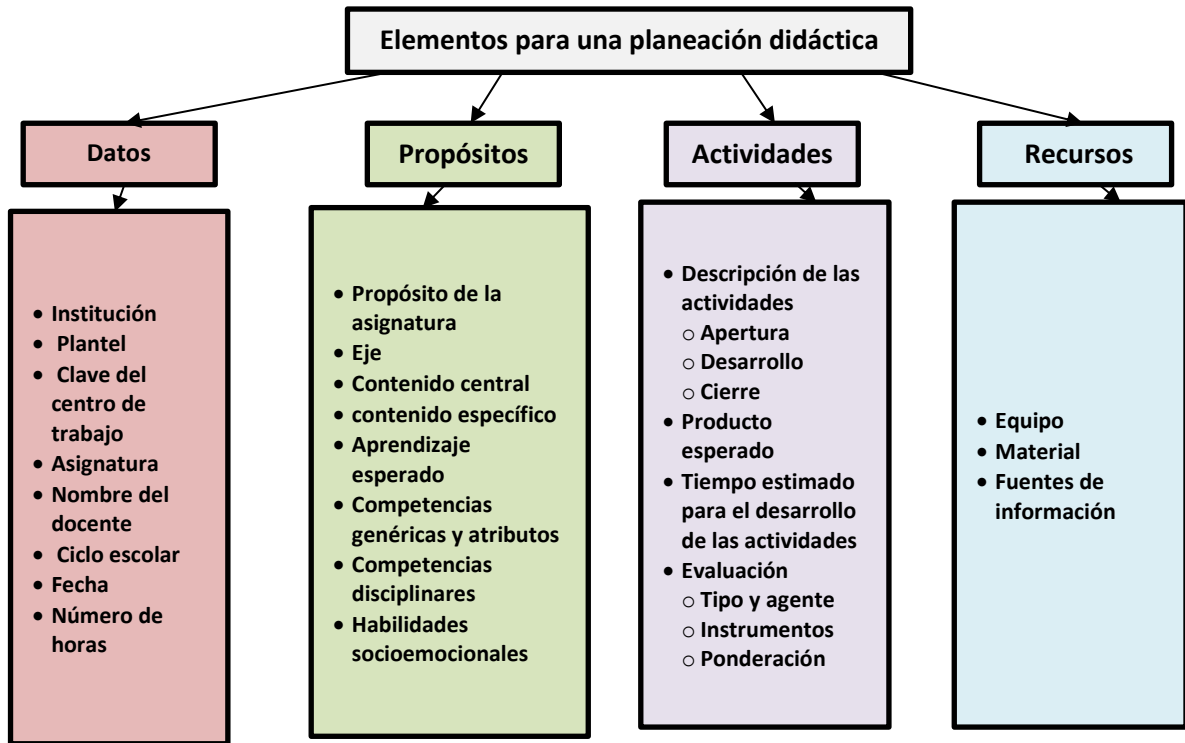 Elementos para una planeación didáctica
Datos
Propósitos
Actividades
Recursos
• Institución
• Plantel
• Clave del
centro de
trabajo
• Asignatura
• Nombre del
docente
• Ciclo escolar
• Fecha
• Número de
horas
• Propósito de la
asignatura
• Eje
• Contenido central
• contenido específico
• Aprendizaje
esperado
• Competencias
genéricas y atributos
• Competencias
disciplinares
• Habilidades
socioemocionales
• Descripción de las
actividades
o Apertura
o Desarrollo
o Cierre
• Producto
esperado
• Tiempo estimado
para el desarrollo
de las actividades
• Evaluación
o Tipo y agente
o Instrumentos
o Ponderación
• Equipo
• Material
• Fuentes de
información